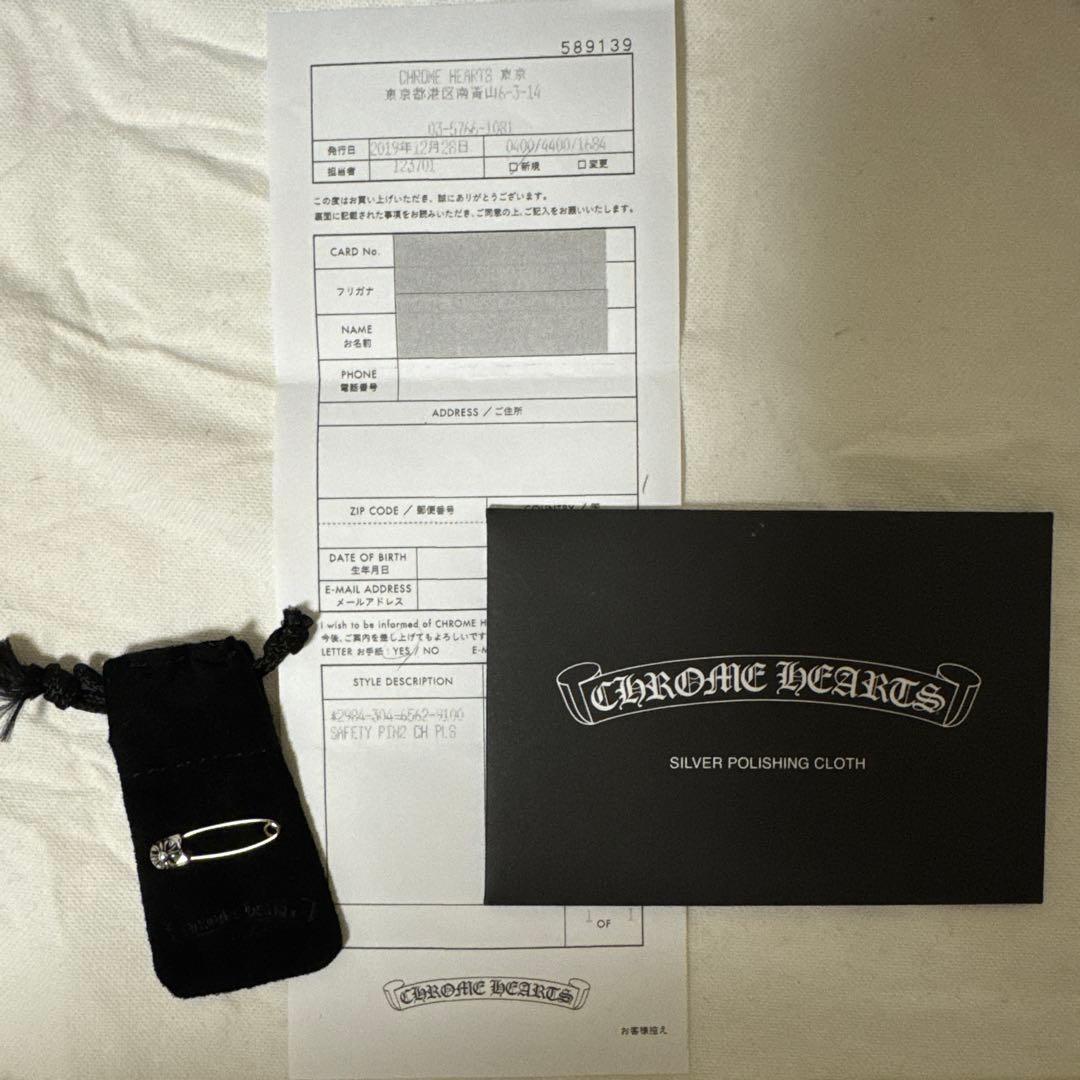 589139
CHROME HEARTS 東京
東京都港区南青山6-3-14
03-5766-1081
発行日 2019年12月28日 0400/4400/1684
担当者 123701 □新規 □変更
この度はお買い上げいただき、誠にありがとうございます。
裏面に記載された事項をお読みいただき、ご同意の上、ご記入をお願いいたします。
CARD No.
フリガナ
NAME
お名前
PHONE
電話番号
ADDRESS / ご住所
ZIP CODE / 郵便番号 COUNTRY / 国
DATE OF BIRTH
生年月日
E-MAIL ADDRESS
メールアドレス
I wish to be informed of CHROME H
今後、ご案内を差し上げてもよろしいです
LETTER お手紙 : YES / NO E-M
STYLE DESCRIPTION
*2984-304-6562-9100
SAFETY PIN2 CH PLS
1 OF 1
CHROME HEARTS
お客様控え
CHROME HEARTS
SILVER POLISHING CLOTH